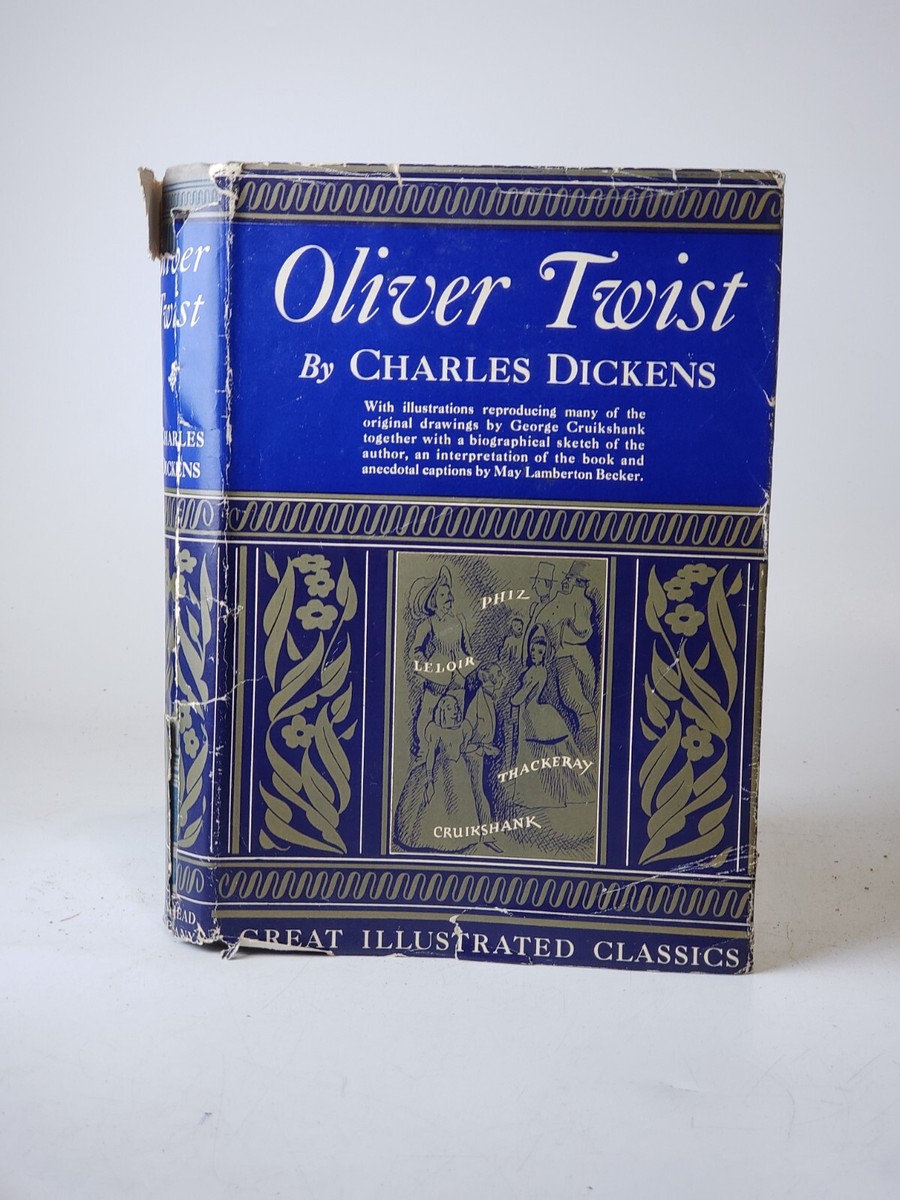 Oliver Twist
By CHARLES DICKENS
With illustrations reproducing many of the
original drawings by George Cruikshank
together with a biographical sketch of the
author, an interpretation of the book and
anecdotal captions by May Lamberton Becker.
PHIZ
LELOIR
THACKERAY
CRUIKSHANK
GREAT ILLUSTRATED CLASSICS
Twist